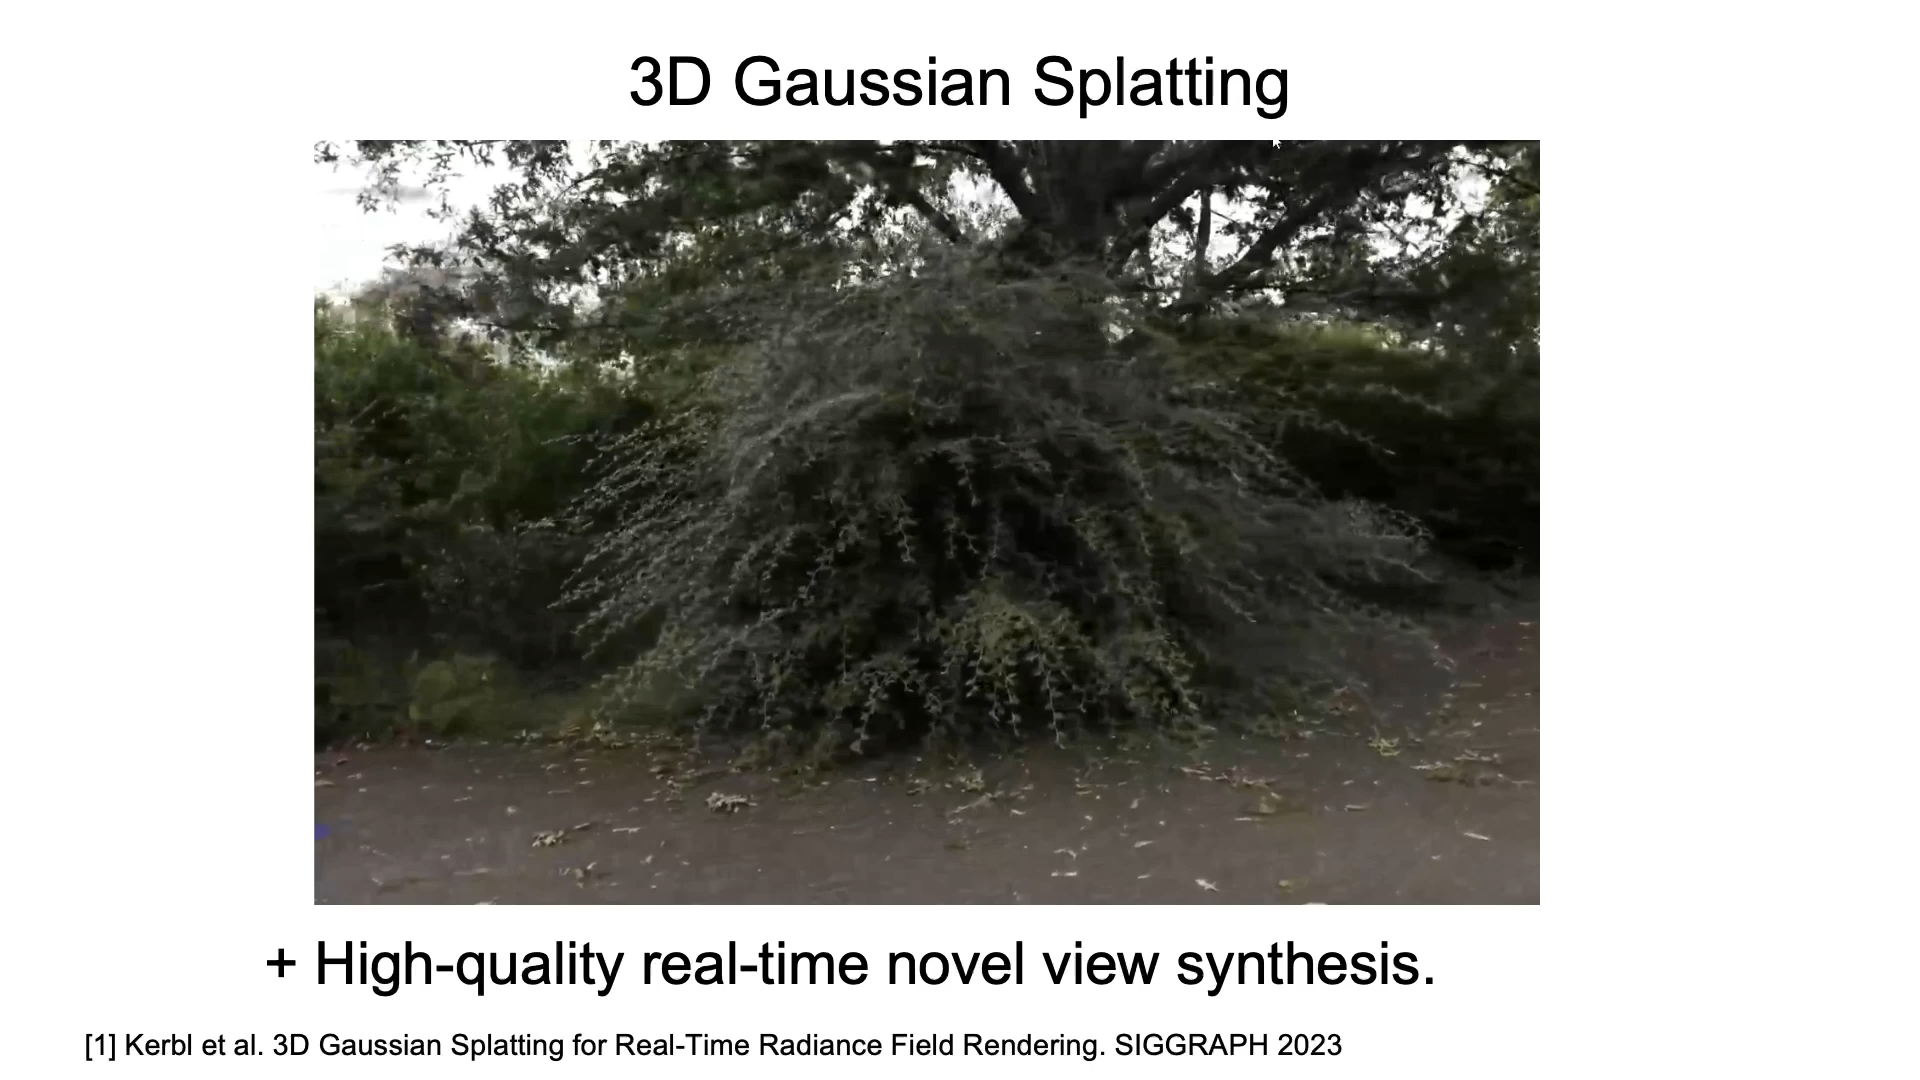 3D Gaussian Splatting
+ High-quality real-time novel view synthesis.
[1] Kerbl et al. 3D Gaussian Splatting for Real-Time Radiance Field Rendering. SIGGRAPH 2023